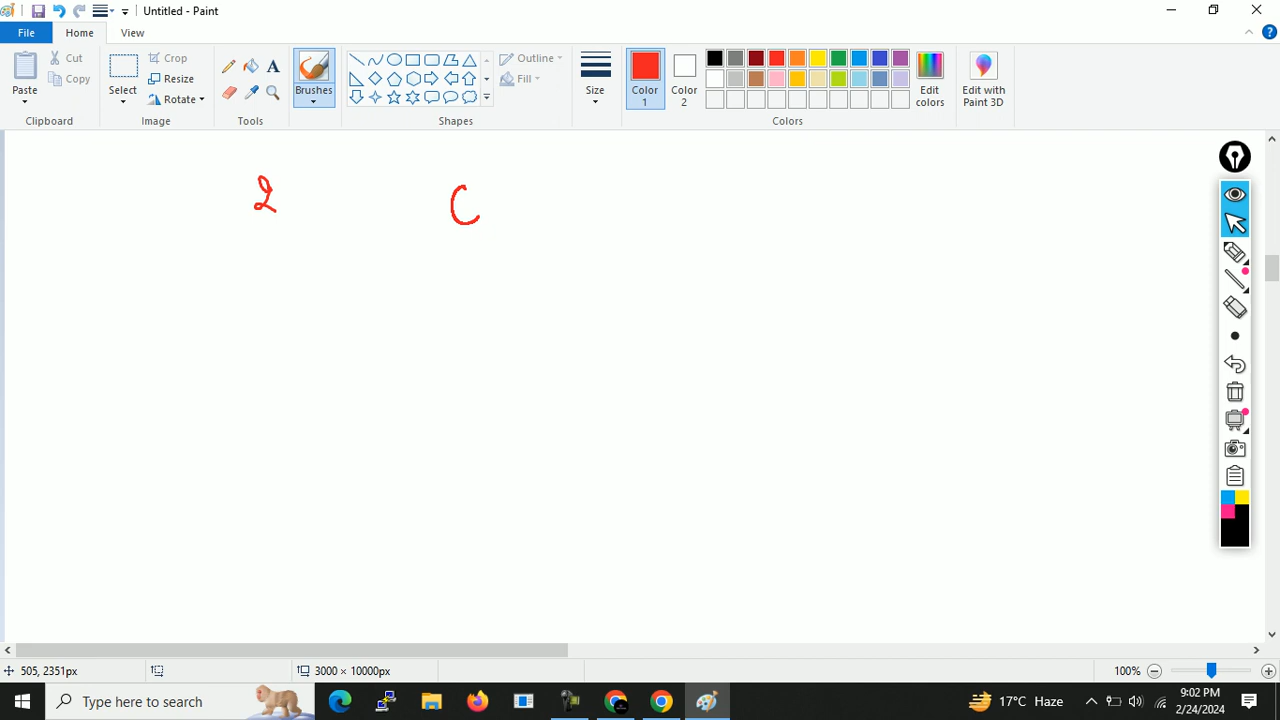 Untitled - Paint
File Home View
Paste Cut Copy Select Crop Resize Rotate Brushes Outline Fill Size Color 1 Color 2 Edit colors Edit with Paint 3D
Clipboard Image Tools Shapes Colors
2 C
505, 2351px 3000 × 10000px 100%
Type here to search 17°C Haze 9:02 PM
2/24/2024